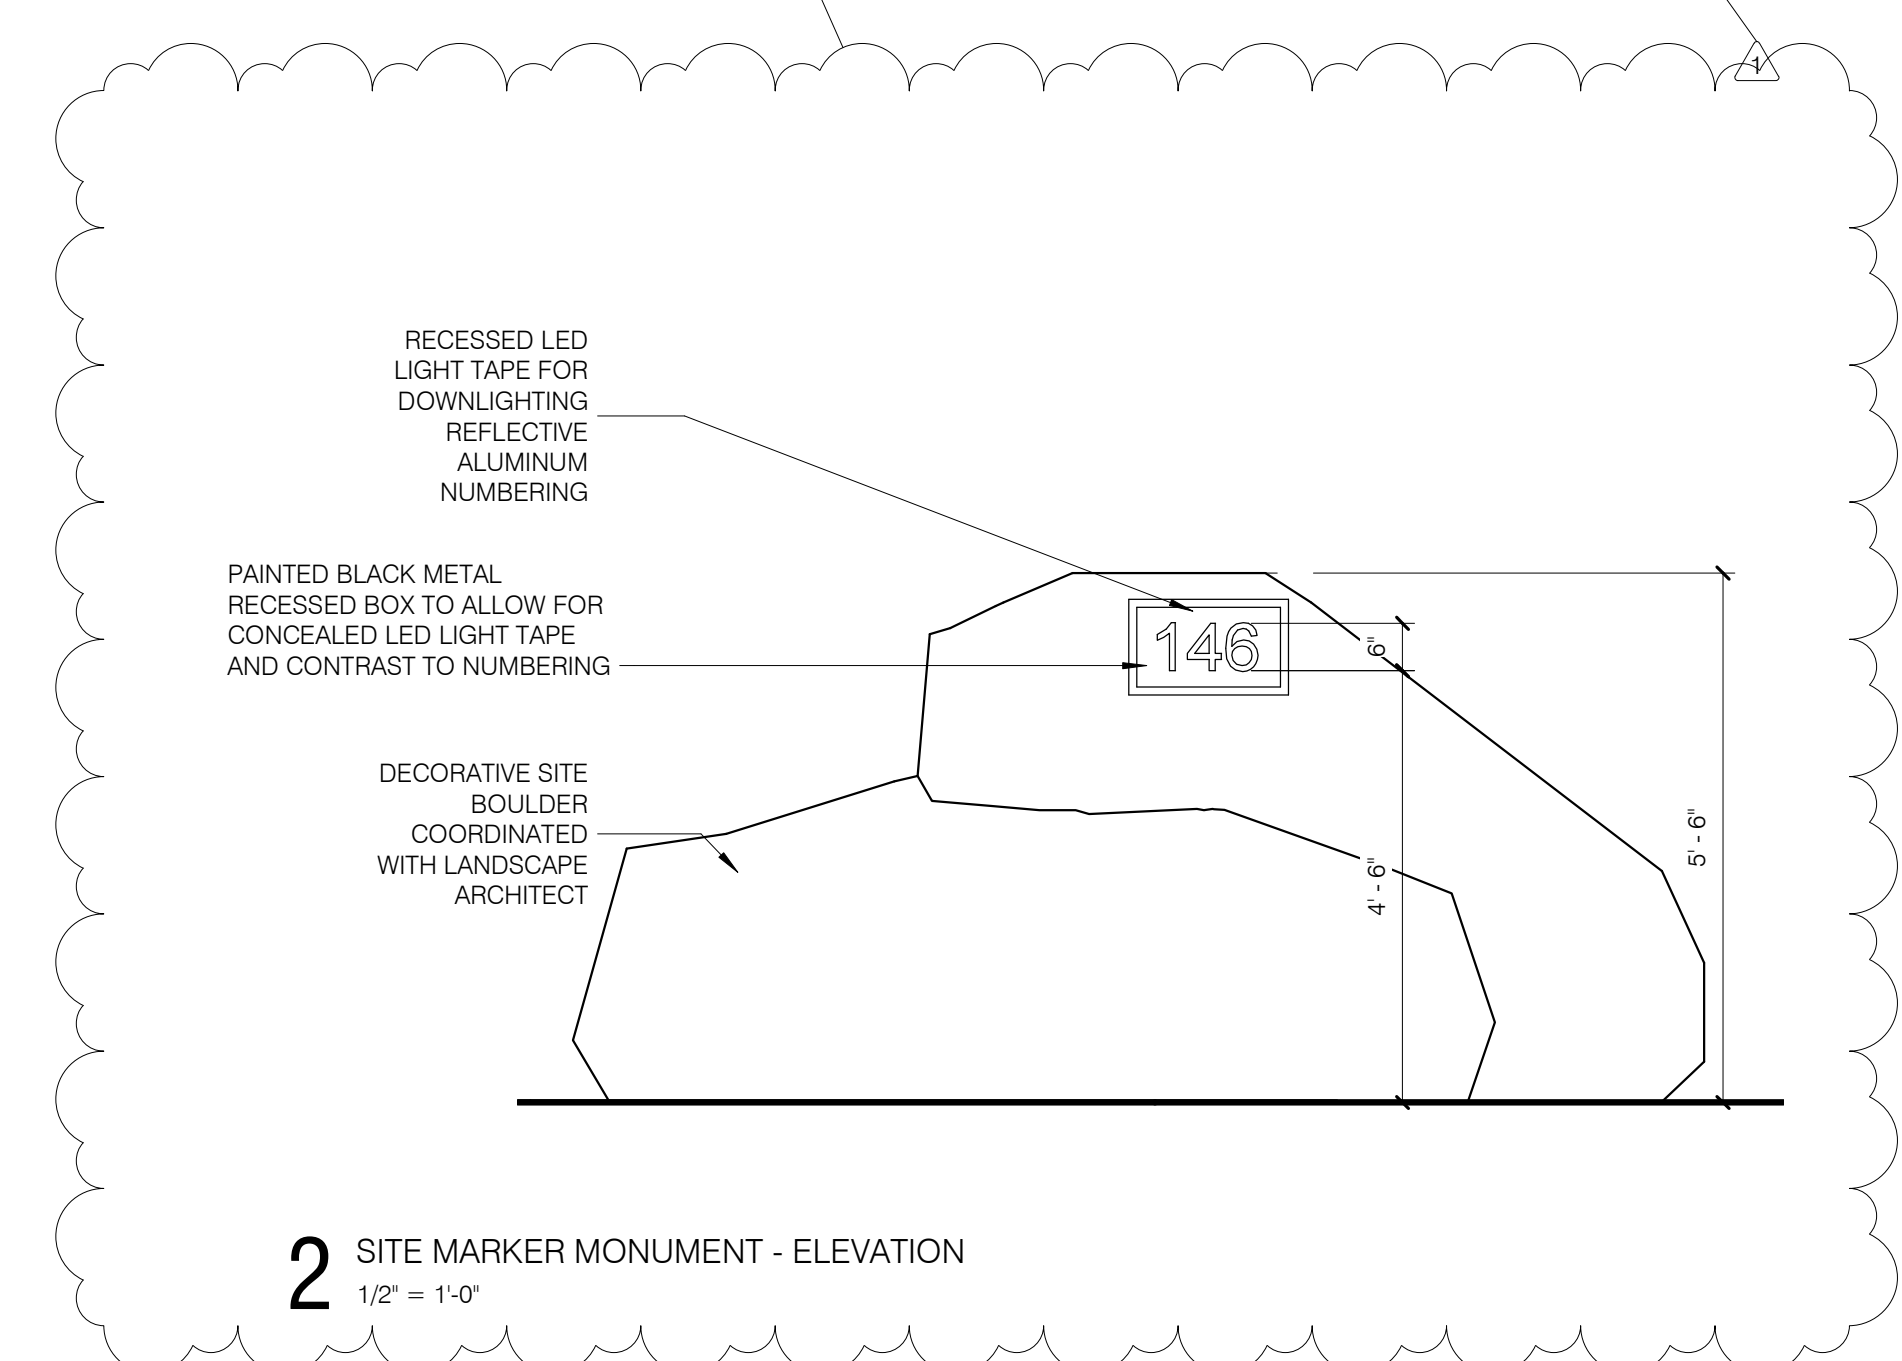 1
RECESSED LED
LIGHT TAPE FOR
DOWNLIGHTING
REFLECTIVE
ALUMINUM
NUMBERING
PAINTED BLACK METAL
RECESSED BOX TO ALLOW FOR
CONCEALED LED LIGHT TAPE
AND CONTRAST TO NUMBERING
146
6"
DECORATIVE SITE
BOULDER
COORDINATED
WITH LANDSCAPE
ARCHITECT
4' - 6"
5' - 6"
2 SITE MARKER MONUMENT - ELEVATION
1/2" = 1'-0"